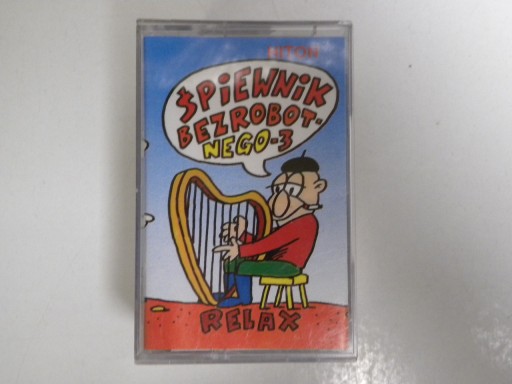 ŚPIEWNIK
BEZROBOT-
NEGO-3
RELAX